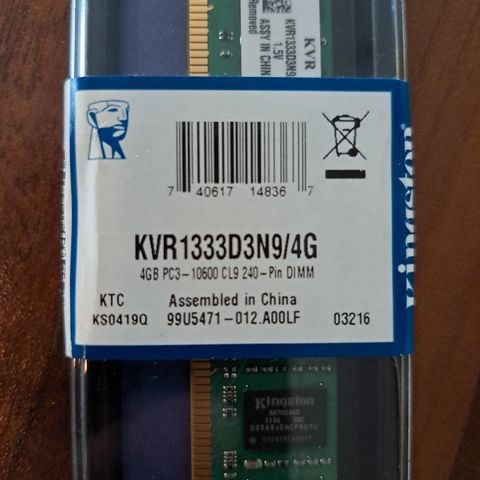 KVR
KVR1333D3N9/
1.5V
ASSY IN CHINA
Removed
7 40617 14836 7
Kingston
KVR1333D3N9/4G
4GB PC3-10600 CL9 240-Pin DIMM
KTC Assembled in China
KS0419Q 99U5471-012.A00LF 03216
Kingston